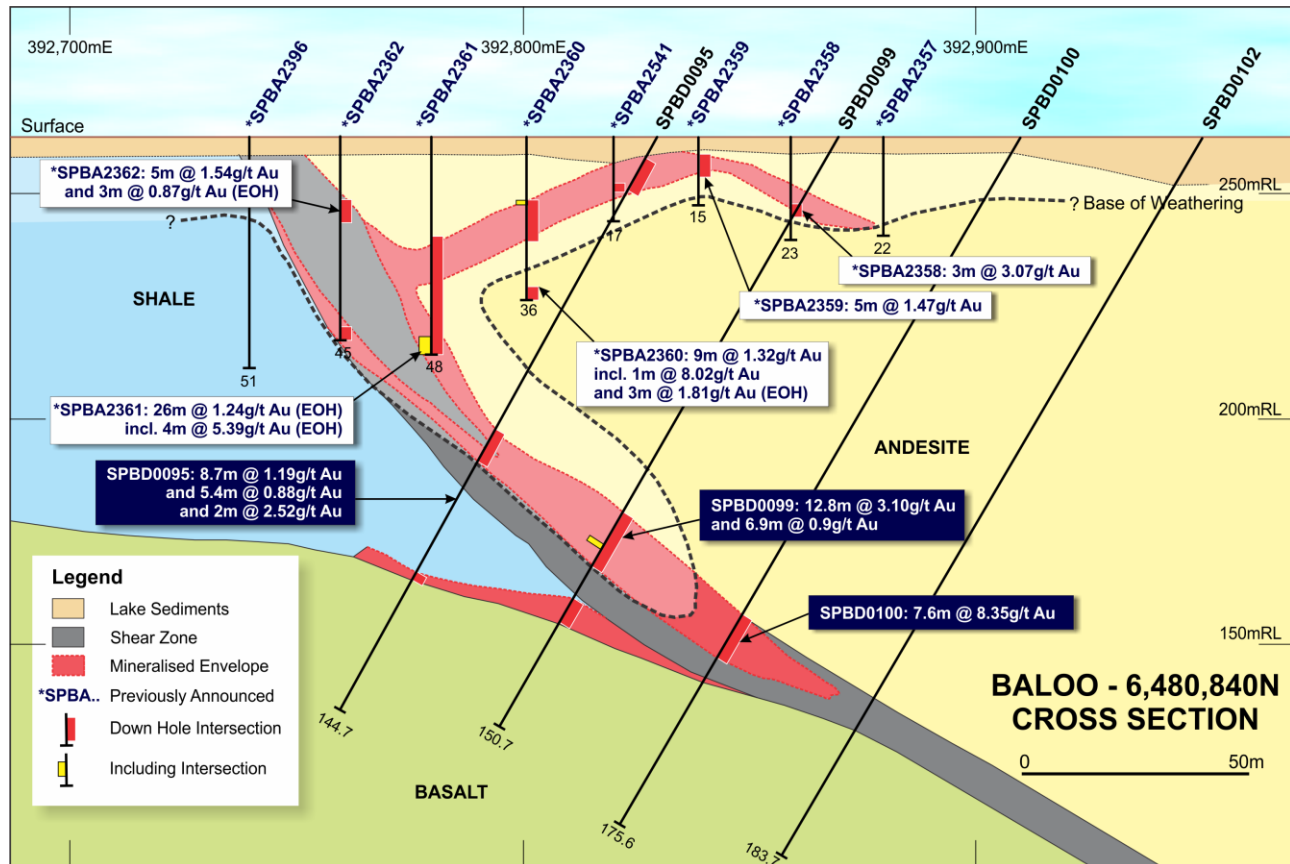 392,700mE
392,800mE
392,900mE
*SPBA2396
*SPBA2362
*SPBA2361
*SPBA2360
*SPBA2541
SPBD0095
*SPBA2359
*SPBA2358
SPBD0099
*SPBA2357
SPBD0100
SPBD0102
Surface
*SPBA2362: 5m @ 1.54g/t Au
and 3m @ 0.87g/t Au (EOH)
250mRL
? Base of Weathering
?
15
17
23
22
*SPBA2358: 3m @ 3.07g/t Au
*SPBA2359: 5m @ 1.47g/t Au
SHALE
36
45
48
51
*SPBA2360: 9m @ 1.32g/t Au
incl. 1m @ 8.02g/t Au
and 3m @ 1.81g/t Au (EOH)
*SPBA2361: 26m @ 1.24g/t Au (EOH)
incl. 4m @ 5.39g/t Au (EOH)
200mRL
ANDESITE
SPBD0095: 8.7m @ 1.19g/t Au
and 5.4m @ 0.88g/t Au
and 2m @ 2.52g/t Au
SPBD0099: 12.8m @ 3.10g/t Au
and 6.9m @ 0.9g/t Au
SPBD0100: 7.6m @ 8.35g/t Au
150mRL
Legend
Lake Sediments
Shear Zone
Mineralised Envelope
*SPBA.. Previously Announced
Down Hole Intersection
Including Intersection
BALOO - 6,480,840N
CROSS SECTION
0 50m
144.7
150.7
BASALT
175.6
183.7